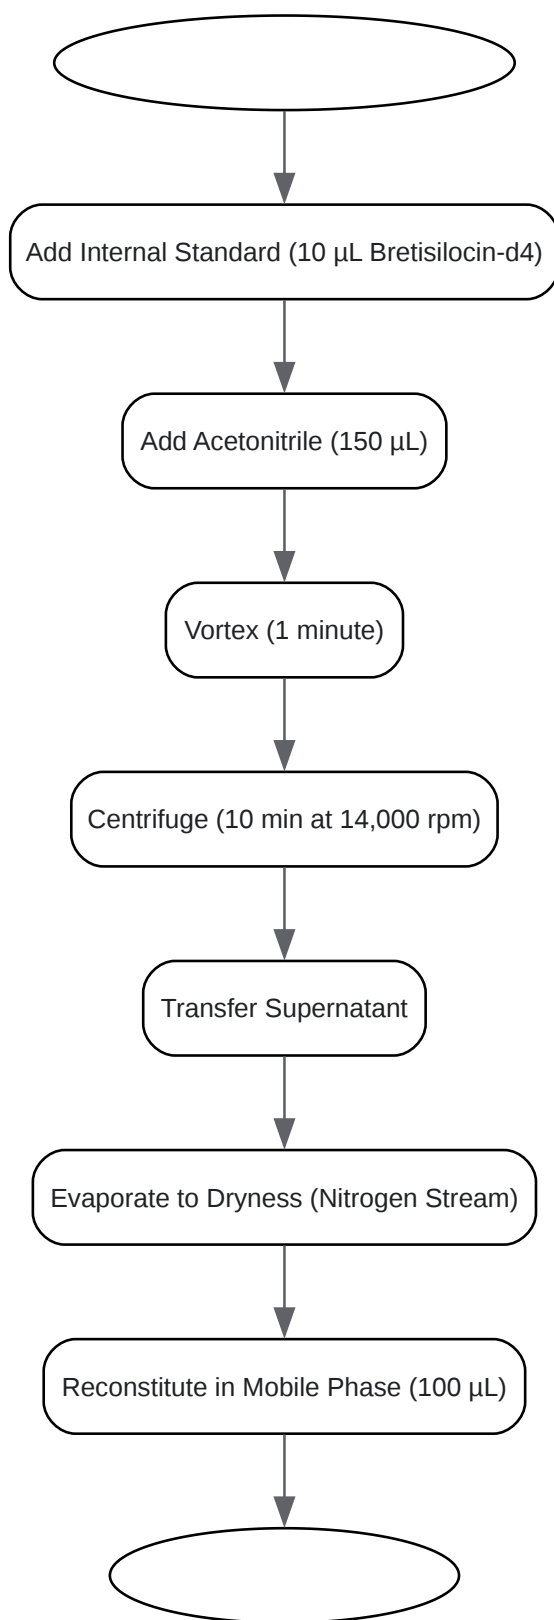 Add Internal Standard (10 µL Bretisilocin-d4)
Add Acetonitrile (150 µL)
Vortex (1 minute)
Centrifuge (10 min at 14,000 rpm)
Transfer Supernatant
Evaporate to Dryness (Nitrogen Stream)
Reconstitute in Mobile Phase (100 µL)